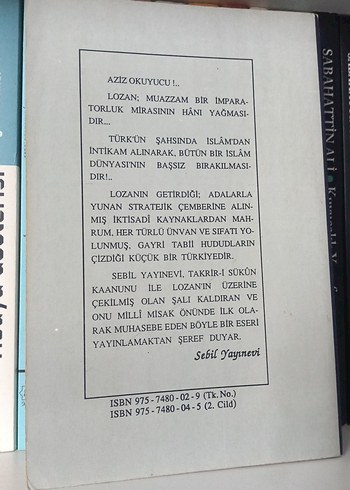 AZİZ OKUYUCU !..
LOZAN; MUAZZAM BİR İMPARA-
TORLUK MİRASININ HÂNI YAĞMASI-
DIR...
TÜRK'ÜN ŞAHSINDA İSLÂM'DAN
İNTİKAM ALINARAK, BÜTÜN BİR İSLÂM
DÜNYASI'NIN BAŞSIZ BIRAKILMASI-
DIR!..
LOZANIN GETİRDİĞİ; ADALARLA
YUNAN STRATEJİK ÇEMBERİNE ALIN-
MIŞ İKTİSADÎ KAYNAKLARDAN MAH-
RUM, HER TÜRLÜ ÜNVAN VE SIFATI YO-
LUNMUŞ, GAYRİ TABİİ HUDUDLARIN
ÇİZDİĞİ KÜÇÜK BİR TÜRKİYEDİR.
SEBİL YAYINEVİ, TAKRİR-İ SÜKÛN
KAANUNU İLE LOZAN'IN ÜZERİNE
ÇEKİLMİŞ OLAN ŞALI KALDIRAN VE
ONU MİLLÎ MİSAK ÖNÜNDE İLK OLA-
RAK MUHASEBE EDEN BÖYLE BİR ESERİ
YAYINLAMAKTAN ŞEREF DUYAR.
Sebil Yayınevi
ISBN 975-7480-02-9 (Tk. No.)
ISBN 975-7480-04-5 (2. Cild)
SABAHATTİN ALİ